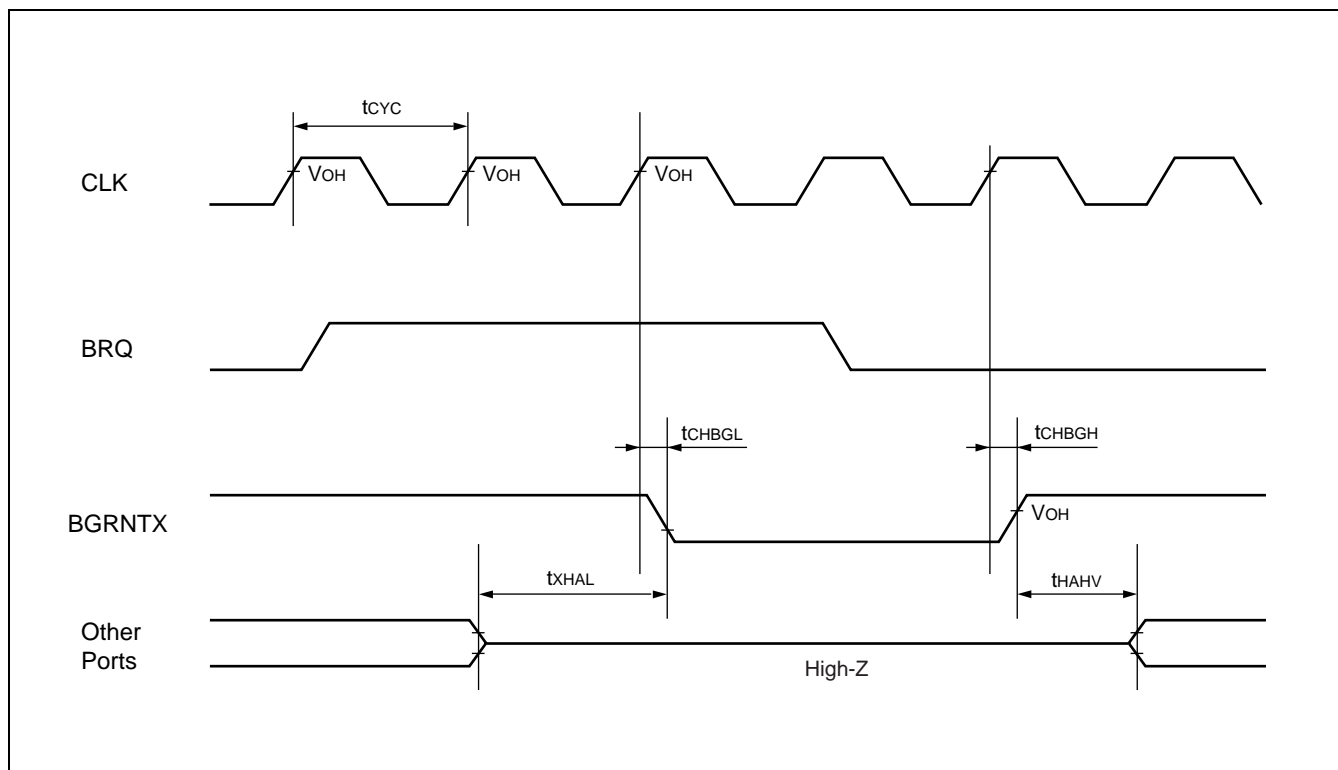 tCYC
CLK
VOH
VOH
VOH
BRQ
tCHBGL
tCHBGH
BGRNTX
VOH
tXHAL
tHAHV
Other
Ports
High-Z